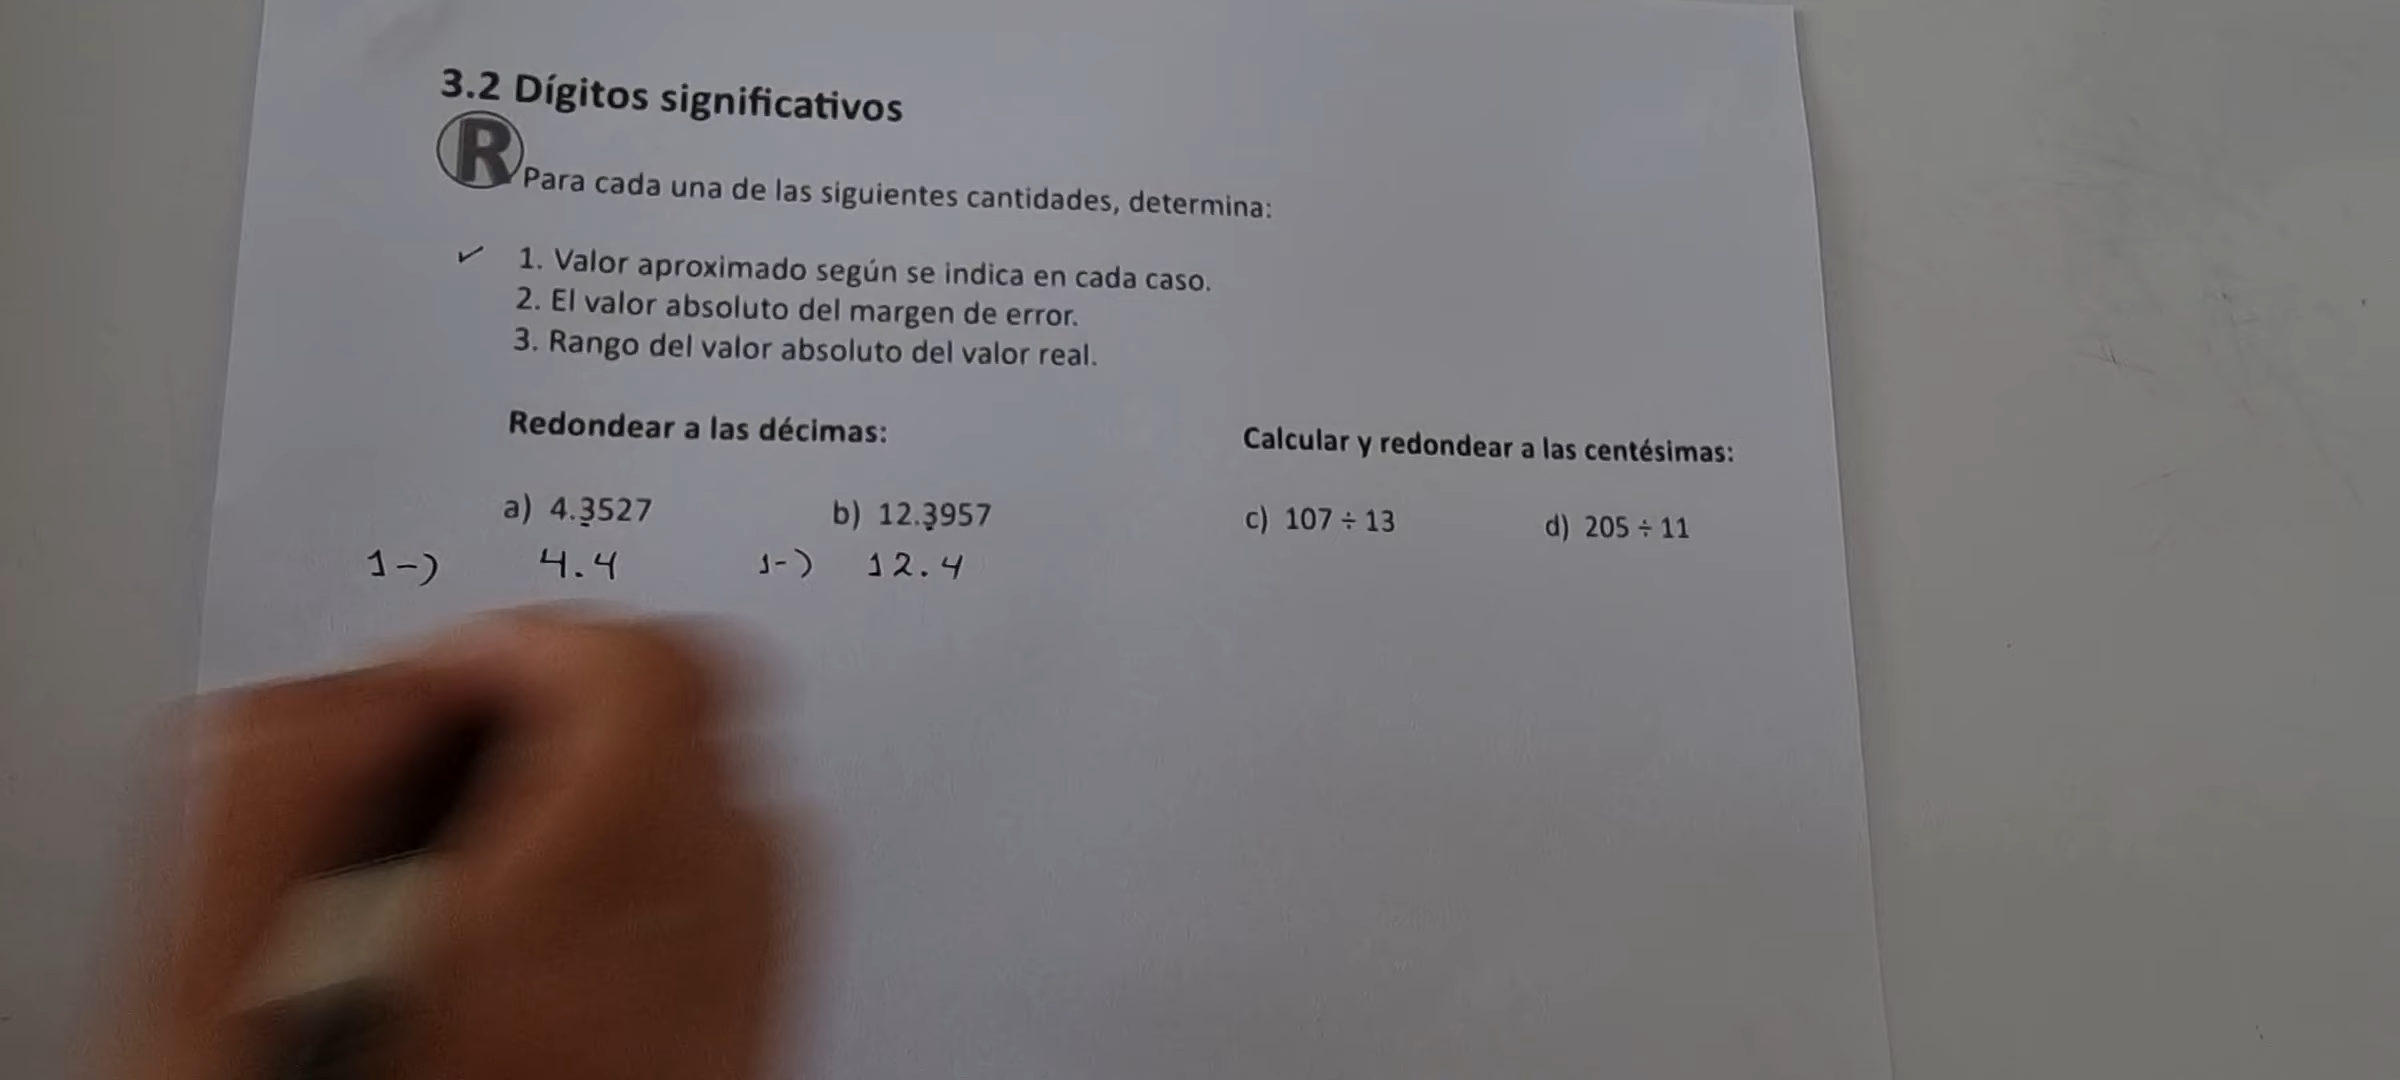 3.2 Dígitos significativos
R
Para cada una de las siguientes cantidades, determina:
✓ 1. Valor aproximado según se indica en cada caso.
2. El valor absoluto del margen de error.
3. Rango del valor absoluto del valor real.
Redondear a las décimas:
Calcular y redondear a las centésimas:
a) 4.3527 b) 12.3957 c) 107 ÷ 13 d) 205 ÷ 11
1-) 4.4 1-) 12.4